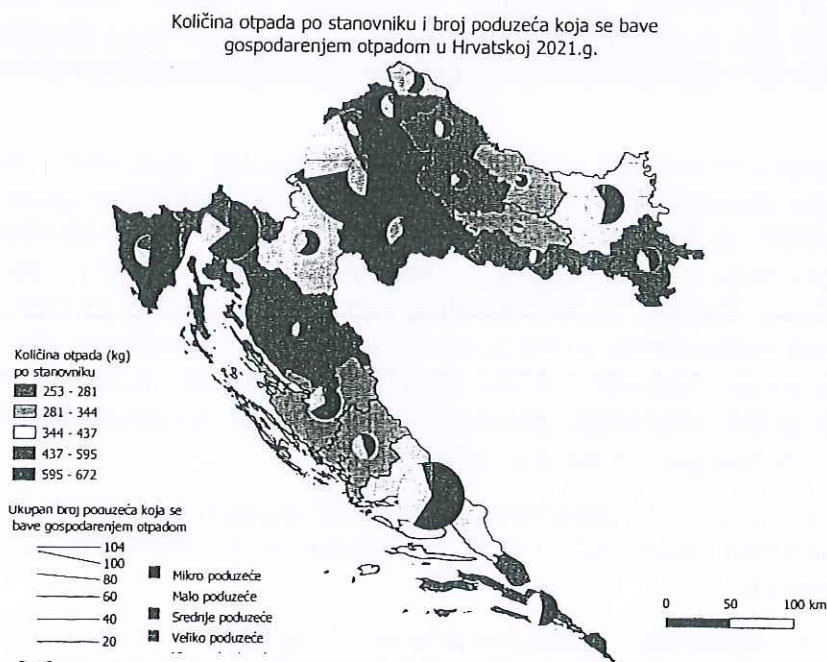 Količina otpada po stanovniku i broj poduzeća koja se bave
gospodarenjem otpadom u Hrvatskoj 2021.g.
Količina otpada (kg)
po stanovniku
253 - 281
281 - 344
344 - 437
437 - 595
595 - 672
Ukupan broj poduzeća koja se
bave gospodarenjem otpadom
104
100
80
60
40
20
Mikro poduzeće
Malo poduzeće
Srednje poduzeće
Veliko poduzeće
0 50 100 km